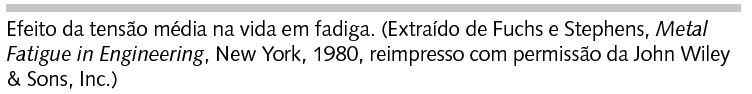 Efeito da tensão média na vida em fadiga. (Extraído de Fuchs e Stephens, Metal
Fatigue in Engineering, New York, 1980, reimpresso com permissão da John Wiley
& Sons, Inc.)